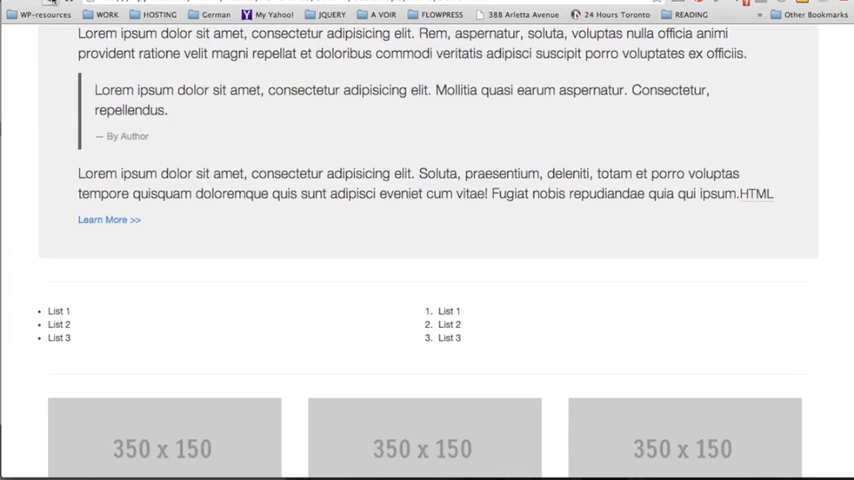 WP-resources WORK HOSTING German My Yahoo! JQUERY A VOIR FLOWPRESS 388 Arletta Avenue 24 Hours Toronto READING » Other Bookmarks
Lorem ipsum dolor sit amet, consectetur adipisicing elit. Rem, aspernatur, soluta, voluptas nulla officia animi
provident ratione velit magni repellat et doloribus commodi veritatis adipisci suscipit porro voluptates ex officiis.
Lorem ipsum dolor sit amet, consectetur adipisicing elit. Mollitia quasi earum aspernatur. Consectetur,
repellendus.
— By Author
Lorem ipsum dolor sit amet, consectetur adipisicing elit. Soluta, praesentium, deleniti, totam et porro voluptas
tempore quisquam doloremque quis sunt adipisci eveniet cum vitae! Fugiat nobis repudiandae quia qui ipsum.HTML
Learn More >>
• List 1
• List 2
• List 3
1. List 1
2. List 2
3. List 3
350 x 150
350 x 150
350 x 150